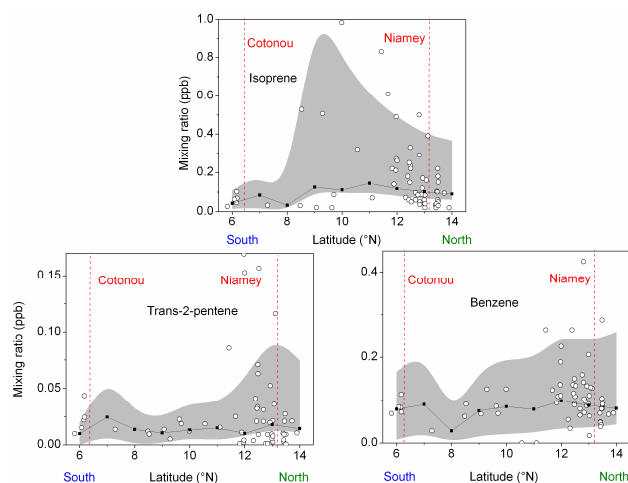 1.0
0.8
0.6
0.4
0.2
0.0
Mixing ratio (ppb)
Cotonou
Niamey
Isoprene
6 8 10 12 14
South Latitude (°N) North
0.15
0.10
0.05
0.00
Mixing ratio (ppb)
Cotonou
Niamey
Trans-2-pentene
6 8 10 12 14
South Latitude (°N) North
0.4
0.2
0.0
Cotonou
Niamey
Benzene
6 8 10 12 14
South Latitude (°N) North